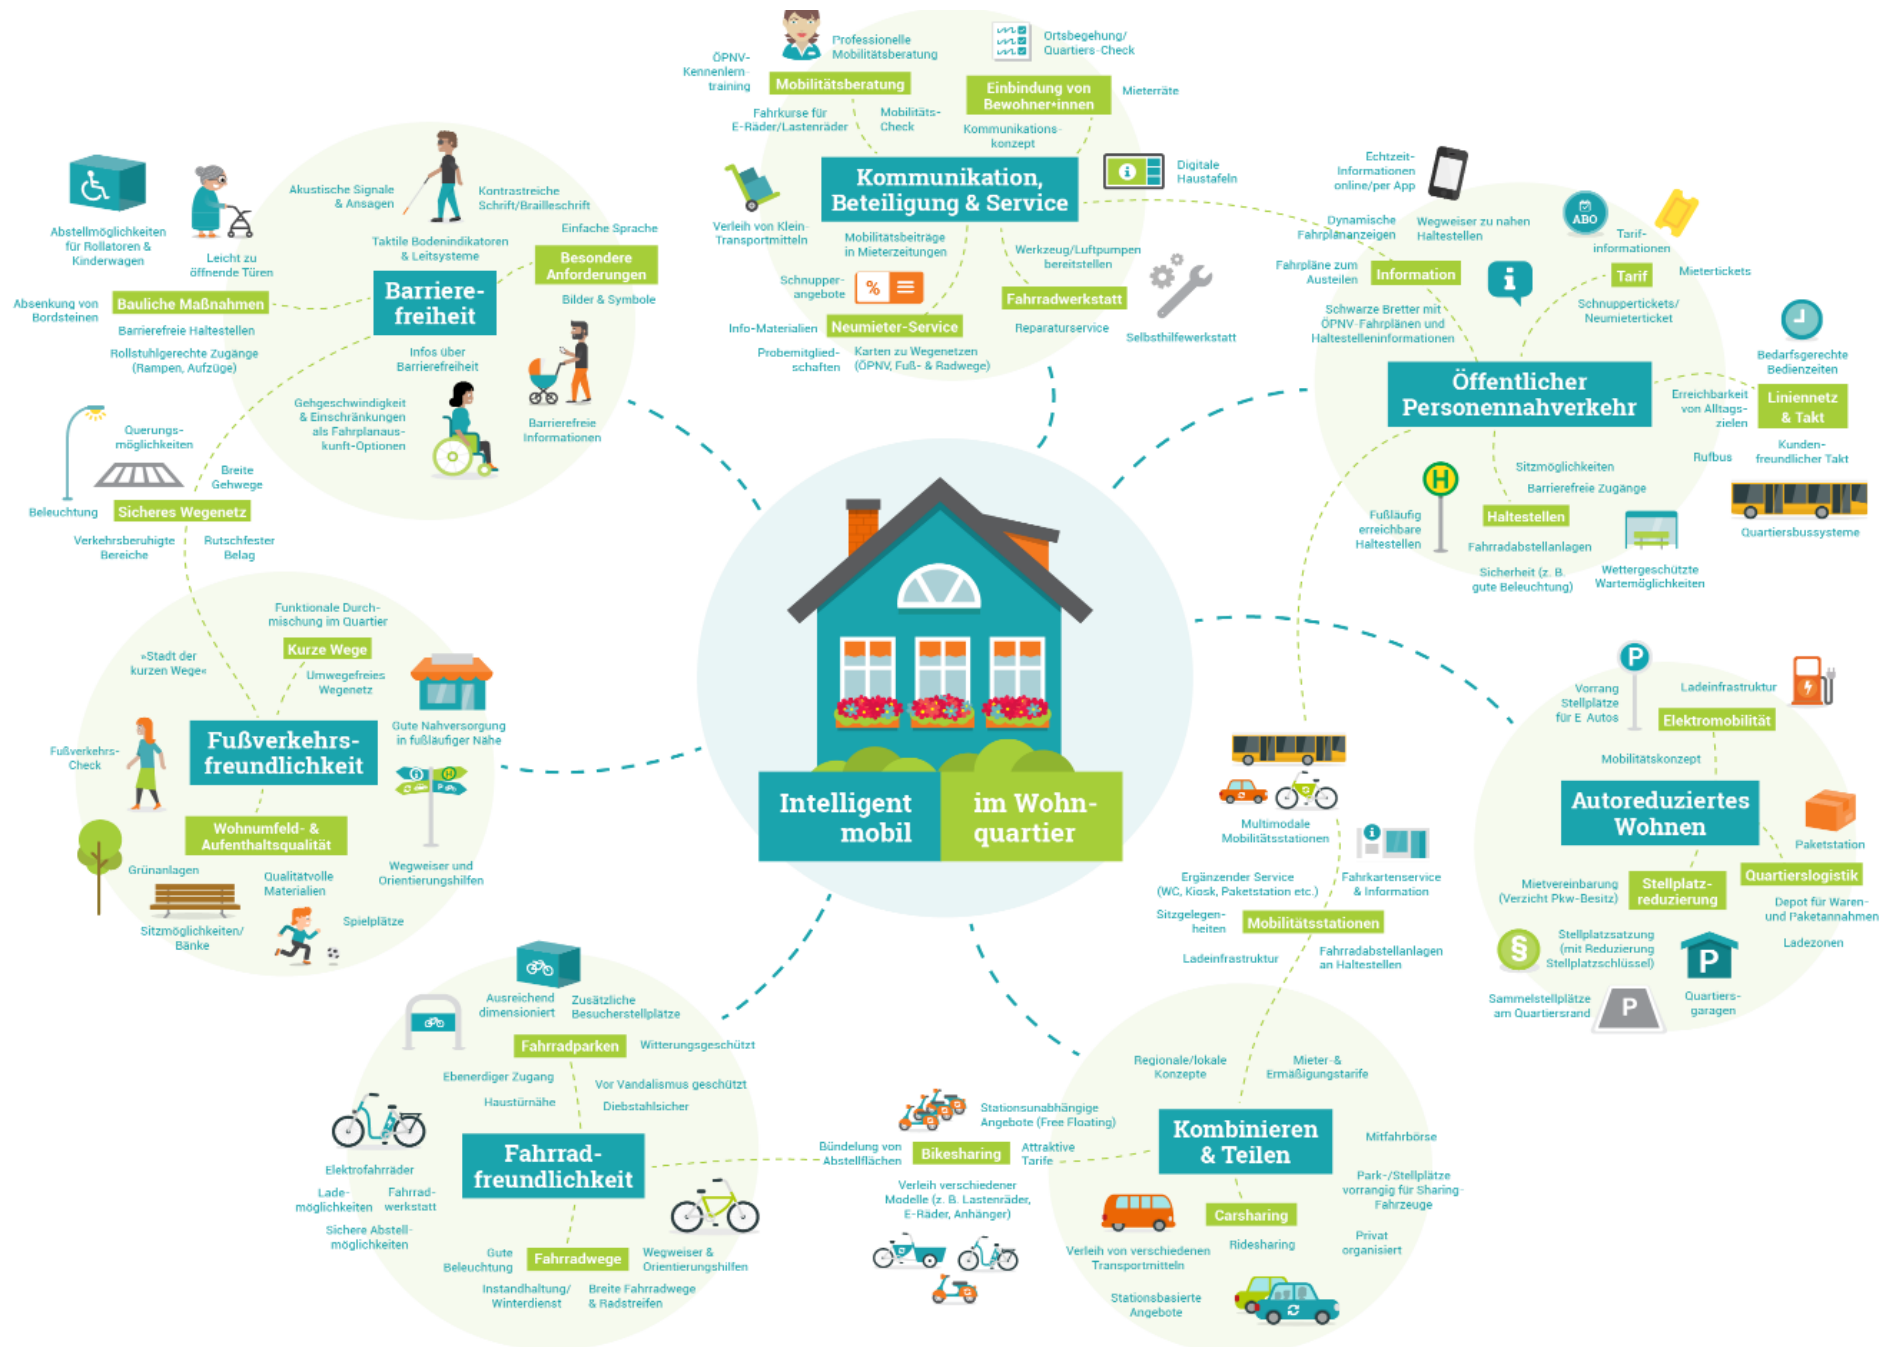 Professionelle
Mobilitätsberatung
ÖPNV-
Kennenlern-
training
Mobilitätsberatung
Fahrkurse für
E-Räder/Lastenräder
Mobilitäts-
Check
Ortsbegehung/
Quartiers-Check
Einbindung von
Bewohner*innen
Mieterräte
Kommunikations-
konzept
Kommunikation,
Beteiligung & Service
Digitale
Haustafeln
Verleih von Klein-
Transportmitteln
Mobilitätsbeiträge
in Mieterzeitungen
Werkzeug/Luftpumpen
bereitstellen
Schnupper-
angebote
%
Fahrradwerkstatt
Info-Materialien
Neumieter-Service
Reparaturservice
Selbsthilfewerkstatt
Probemitglied-
schaften
Karten zu Wegenetzen
(ÖPNV, Fuß- & Radwege)
Akustische Signale
& Ansagen
Kontrastreiche
Schrift/Brailleschrift
Einfache Sprache
Taktile Bodenindikatoren
& Leitsysteme
Besondere
Anforderungen
Bilder & Symbole
Barriere-
freiheit
Abstellmöglichkeiten
für Rollatoren &
Kinderwagen
Leicht zu
öffnende Türen
Absenkung von
Bordsteinen
Bauliche Maßnahmen
Barrierefreie Haltestellen
Rollstuhlgerechte Zugänge
(Rampen, Aufzüge)
Infos über
Barrierefreiheit
Gehgeschwindigkeit
& Einschränkungen
als Fahrplanaus-
kunft-Optionen
Barrierefreie
Informationen
Querungs-
möglichkeiten
Breite
Gehwege
Beleuchtung
Sicheres Wegenetz
Verkehrsberuhigte
Bereiche
Rutschfester
Belag
Echtzeit-
Informationen
online/per App
Dynamische
Fahrplananzeigen
Wegweiser zu nahen
Haltestellen
Fahrpläne zum
Austeilen
Information
i
Schwarze Bretter mit
ÖPNV-Fahrplänen und
Haltestelleninformationen
ABO
Tarif-
informationen
Tarif
Mietertickets
Schnuppertickets/
Neumieterticket
Bedarfsgerechte
Bedienzeiten
Öffentlicher
Personennahverkehr
Erreichbarkeit
von Alltags-
zielen
Liniennetz
& Takt
Kunden-
freundlicher Takt
Rufbus
Quartiersbussysteme
Sitzmöglichkeiten
Barrierefreie Zugänge
H
Fußläufig
erreichbare
Haltestellen
Haltestellen
Fahrradabstellanlagen
Sicherheit (z. B.
gute Beleuchtung)
Wettergeschützte
Wartemöglichkeiten
Funktionale Durch-
mischung im Quartier
Kurze Wege
»Stadt der
kurzen Wege«
Umwegefreies
Wegenetz
Fußverkehrs-
freundlichkeit
Gute Nahversorgung
in fußläufiger Nähe
Fußverkehrs-
Check
Wohnumfeld- &
Aufenthaltsqualität
Wegweiser und
Orientierungshilfen
Grünanlagen
Qualitätvolle
Materialien
Sitzmöglichkeiten/
Bänke
Spielplätze
Intelligent
mobil
im Wohn-
quartier
P
Vorrang
Stellplätze
für E-Autos
Ladeinfrastruktur
Elektromobilität
Mobilitätskonzept
Autoreduziertes
Wohnen
Paketstation
Mietvereinbarung
(Verzicht Pkw-Besitz)
Stellplatz-
reduzierung
Quartierslogistik
Depot für Waren-
und Paketannahmen
Ladezonen
§
Stellplatzsatzung
(mit Reduzierung
Stellplatzschlüssel)
P
Sammelstellplätze
am Quartiersrand
P
Quartiers-
garagen
Multimodale
Mobilitätsstationen
Ergänzender Service
(WC, Kiosk, Paketstation etc.)
Fahrkartenservice
& Information
Sitzgelegen-
heiten
Mobilitätsstationen
Ladeinfrastruktur
Fahrradabstellanlagen
an Haltestellen
Ausreichend
dimensioniert
Zusätzliche
Besucherstellplätze
Fahrradparken
Witterungsgeschützt
Ebenerdiger Zugang
Vor Vandalismus geschützt
Haustürnähe
Diebstahlsicher
Fahrrad-
freundlichkeit
Elektrofahrräder
Lade-
möglichkeiten
Fahrrad-
werkstatt
Sichere Abstell-
möglichkeiten
Gute
Beleuchtung
Fahrradwege
Wegweiser &
Orientierungshilfen
Instandhaltung/
Winterdienst
Breite Fahrradwege
& Radstreifen
Stationsunabhängige
Angebote (Free Floating)
Bündelung von
Abstellflächen
Bikesharing
Attraktive
Tarife
Verleih verschiedener
Modelle (z. B. Lastenräder,
E-Räder, Anhänger)
Regionale/lokale
Konzepte
Mieter-&
Ermäßigungstarife
Kombinieren
& Teilen
Mitfahrbörse
Park-/Stellplätze
vorrangig für Sharing-
Fahrzeuge
Carsharing
Verleih von verschiedenen
Transportmitteln
Ridesharing
Privat
organisiert
Stationsbasierte
Angebote